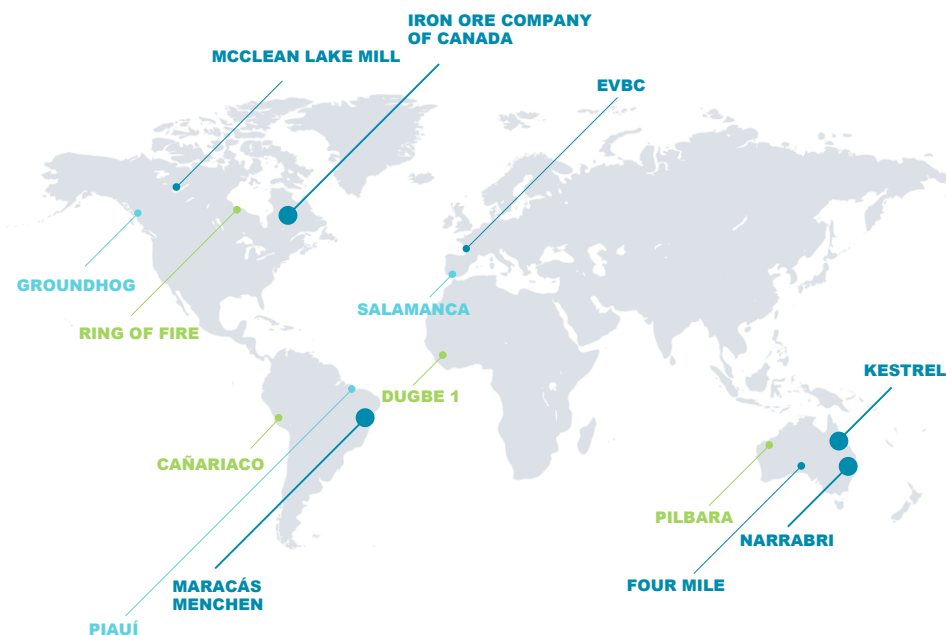 IRON ORE COMPANY
OF CANADA
MCCLEAN LAKE MILL
EVBC
GROUNDHOG
SALAMANCA
RING OF FIRE
KESTREL
DUGBE 1
CAÑARIACO
PILBARA
NARRABRI
MARACÁS
MENCHEN
FOUR MILE
PIAUÍ